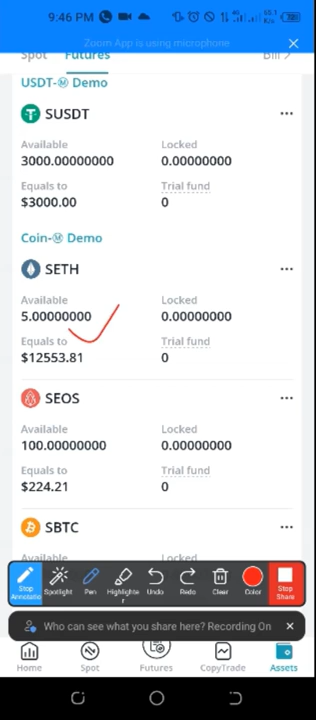 9:46 PM
Zoom App is using microphone
Spot Futures Bill
USDT-Ⓜ Demo
SUSDT
Available Locked
3000.00000000 0.00000000
Equals to Trial fund
$3000.00 0
Coin-Ⓜ Demo
SETH
Available Locked
5.00000000 0.00000000
Equals to Trial fund
$12553.81 0
SEOS
Available Locked
100.00000000 0.00000000
Equals to Trial fund
$224.21 0
SBTC
Available Locked
Stop Annotation Spotlight Pen Highlighter Undo Redo Clear Color Stop Share
Who can see what you share here? Recording On
Home Spot Futures CopyTrade Assets